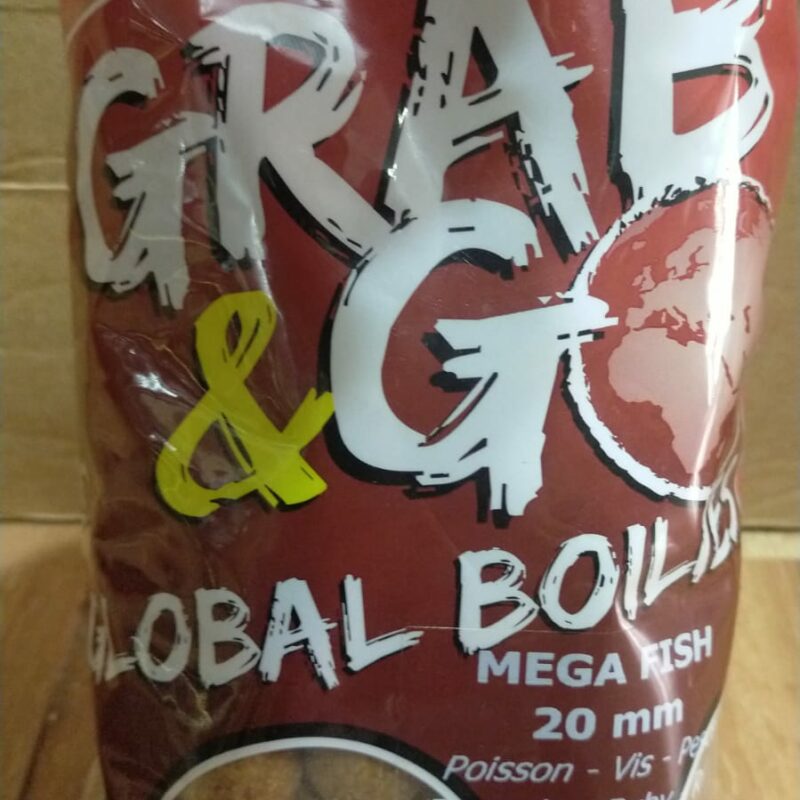 GRAB
& GO
GLOBAL BOILIES
MEGA FISH
20 mm
Poisson - Vis -